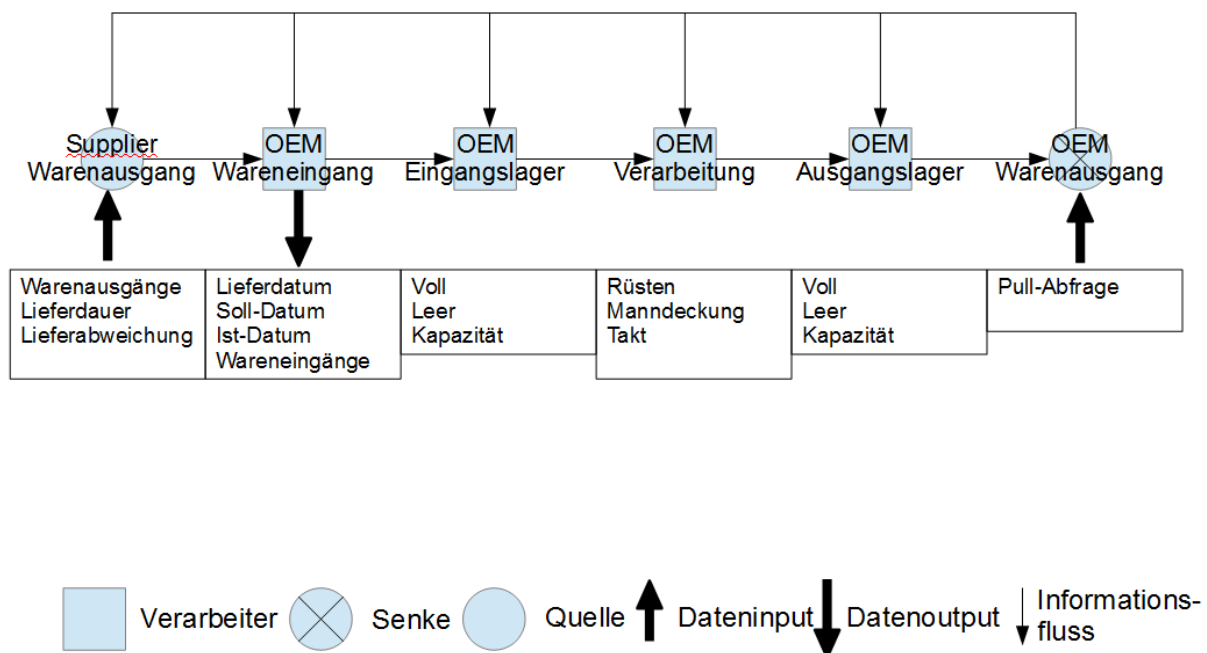 Supplier
Warenausgang
OEM
Wareneingang
OEM
Eingangslager
OEM
Verarbeitung
OEM
Ausgangslager
OEM
Warenausgang
Warenausgänge
Lieferdauer
Lieferabweichung
Lieferdatum
Soll-Datum
Ist-Datum
Wareneingänge
Voll
Leer
Kapazität
Rüsten
Manndeckung
Takt
Voll
Leer
Kapazität
Pull-Abfrage
Verarbeiter
Senke
Quelle
Dateninput
Datenoutput
Informations-
fluss